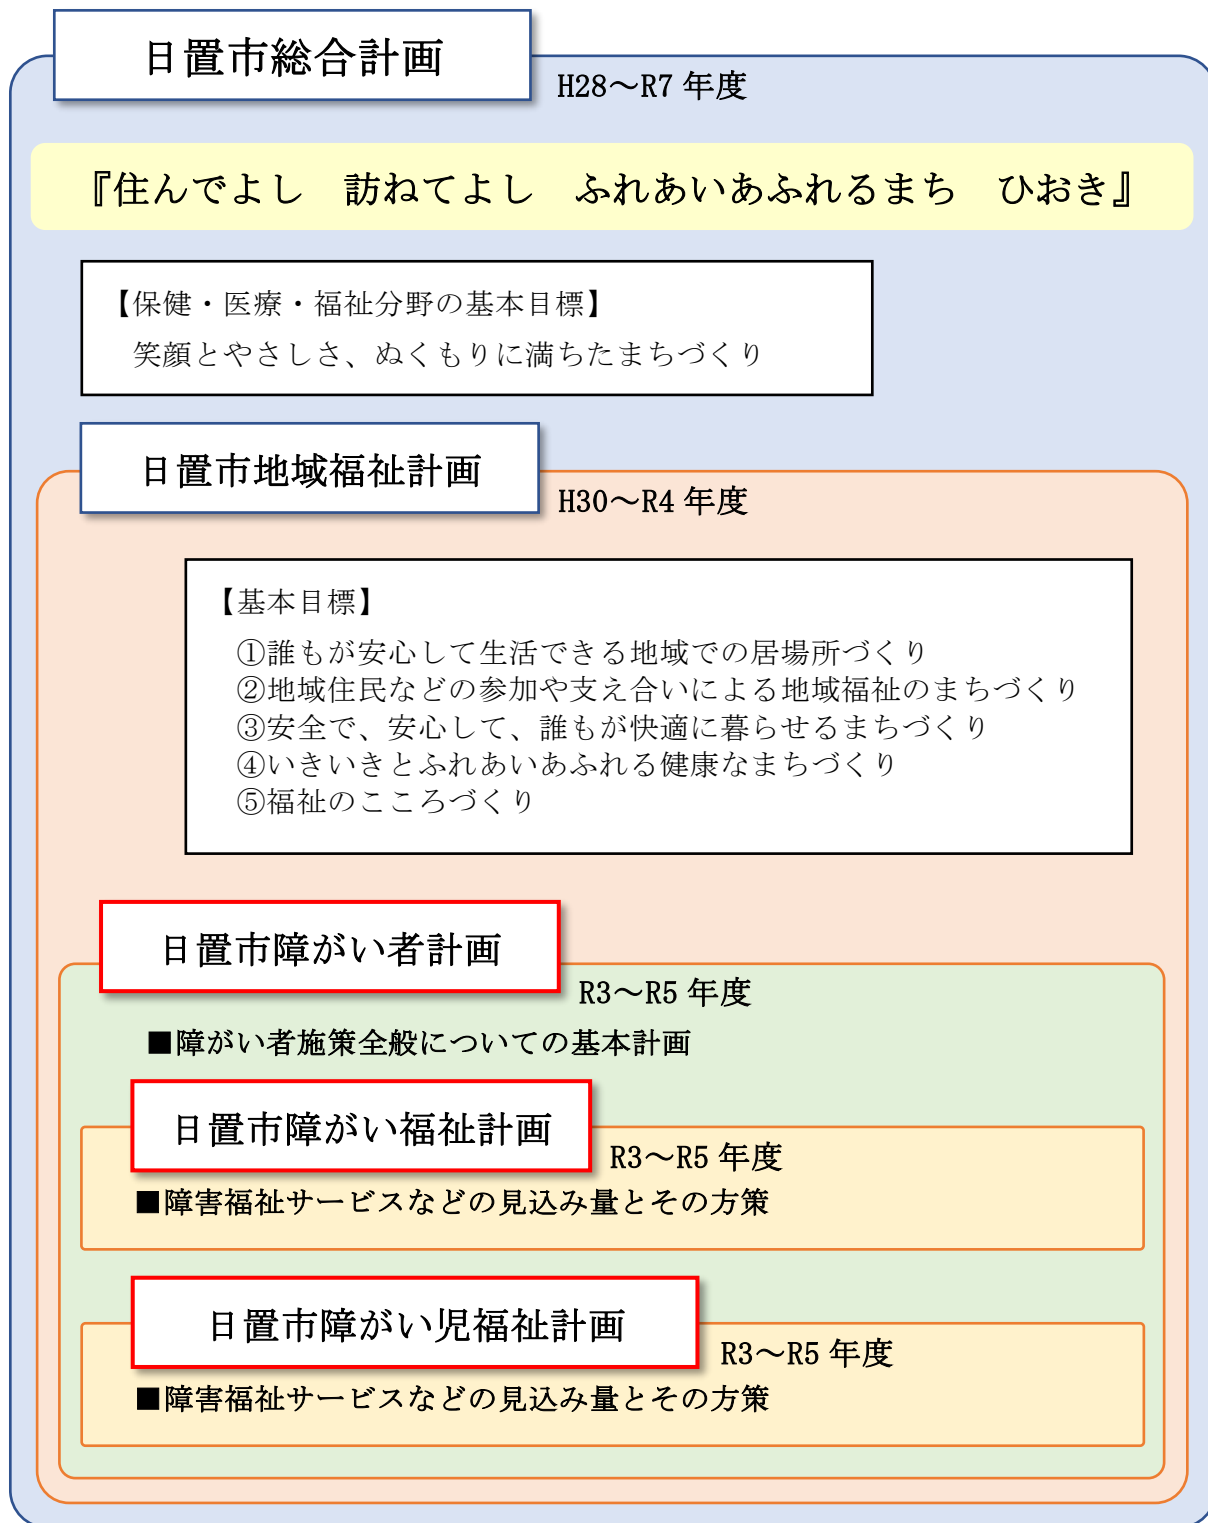 日置市総合計画
H28～R7 年度
『住んでよし　訪ねてよし　ふれあいあふれるまち　ひおき』
【保健・医療・福祉分野の基本目標】
笑顔とやさしさ、ぬくもりに満ちたまちづくり
日置市地域福祉計画
H30～R4 年度
【基本目標】
①誰もが安心して生活できる地域での居場所づくり
②地域住民などの参加や支え合いによる地域福祉のまちづくり
③安全で、安心して、誰もが快適に暮らせるまちづくり
④いきいきとふれあいあふれる健康なまちづくり
⑤福祉のこころづくり
日置市障がい者計画
R3～R5 年度
■障がい者施策全般についての基本計画
日置市障がい福祉計画
R3～R5 年度
■障害福祉サービスなどの見込み量とその方策
日置市障がい児福祉計画
R3～R5 年度
■障害福祉サービスなどの見込み量とその方策